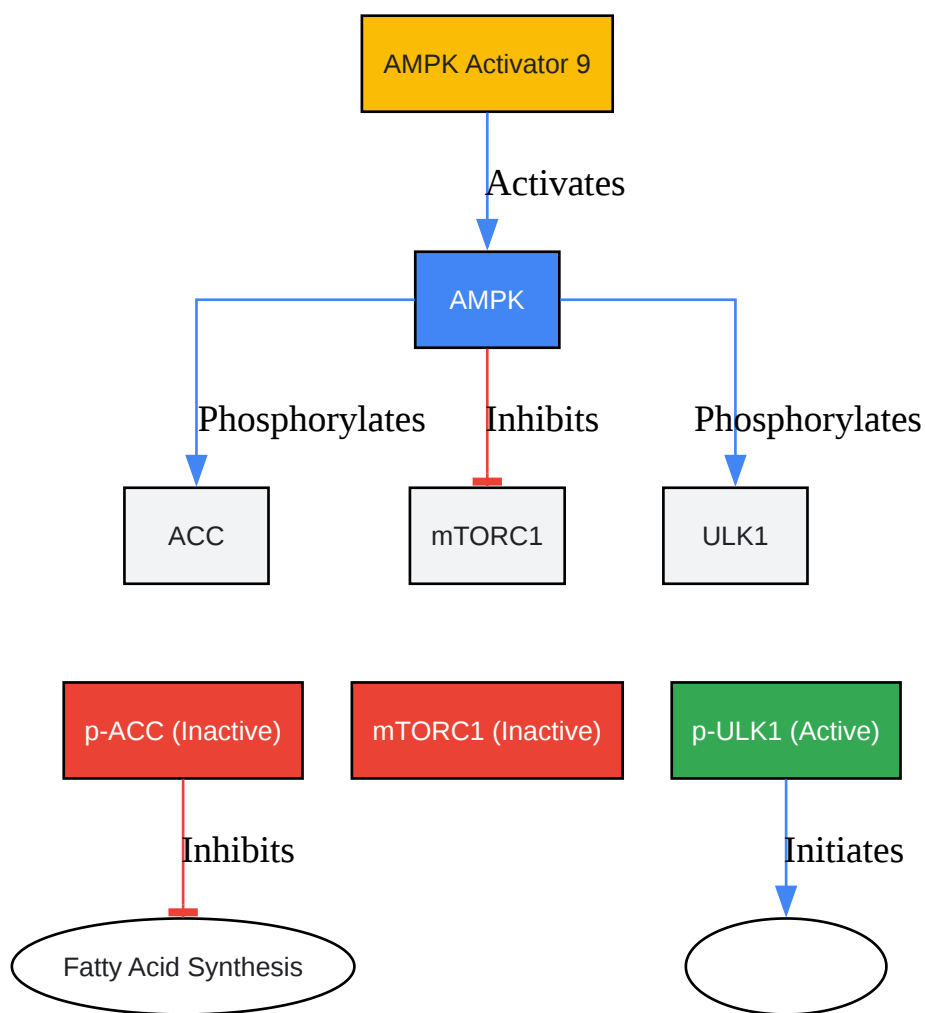 AMPK Activator 9
Activates
AMPK
Phosphorylates
Inhibits
Phosphorylates
ACC
mTORC1
ULK1
p-ACC (Inactive)
mTORC1 (Inactive)
p-ULK1 (Active)
Inhibits
Initiates
Fatty Acid Synthesis